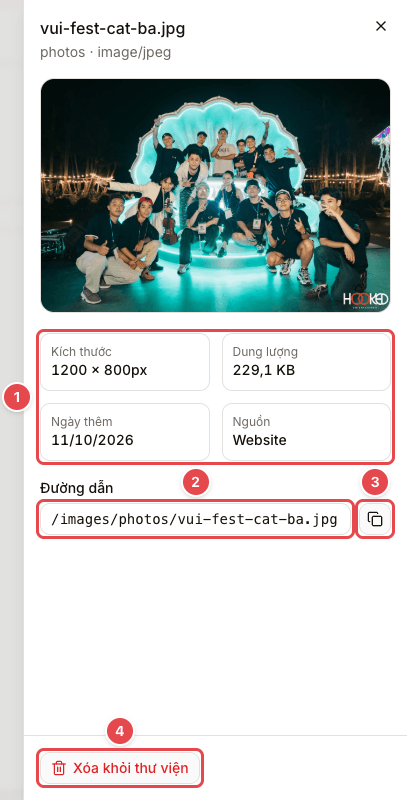 vui-fest-cat-ba.jpg
photos · image/jpeg
HOOKED
Kích thước
1200 × 800px
Dung lượng
229,1 KB
1
Ngày thêm
11/10/2026
Nguồn
Website
Đường dẫn
2
3
/images/photos/vui-fest-cat-ba.jpg
4
Xóa khỏi thư viện